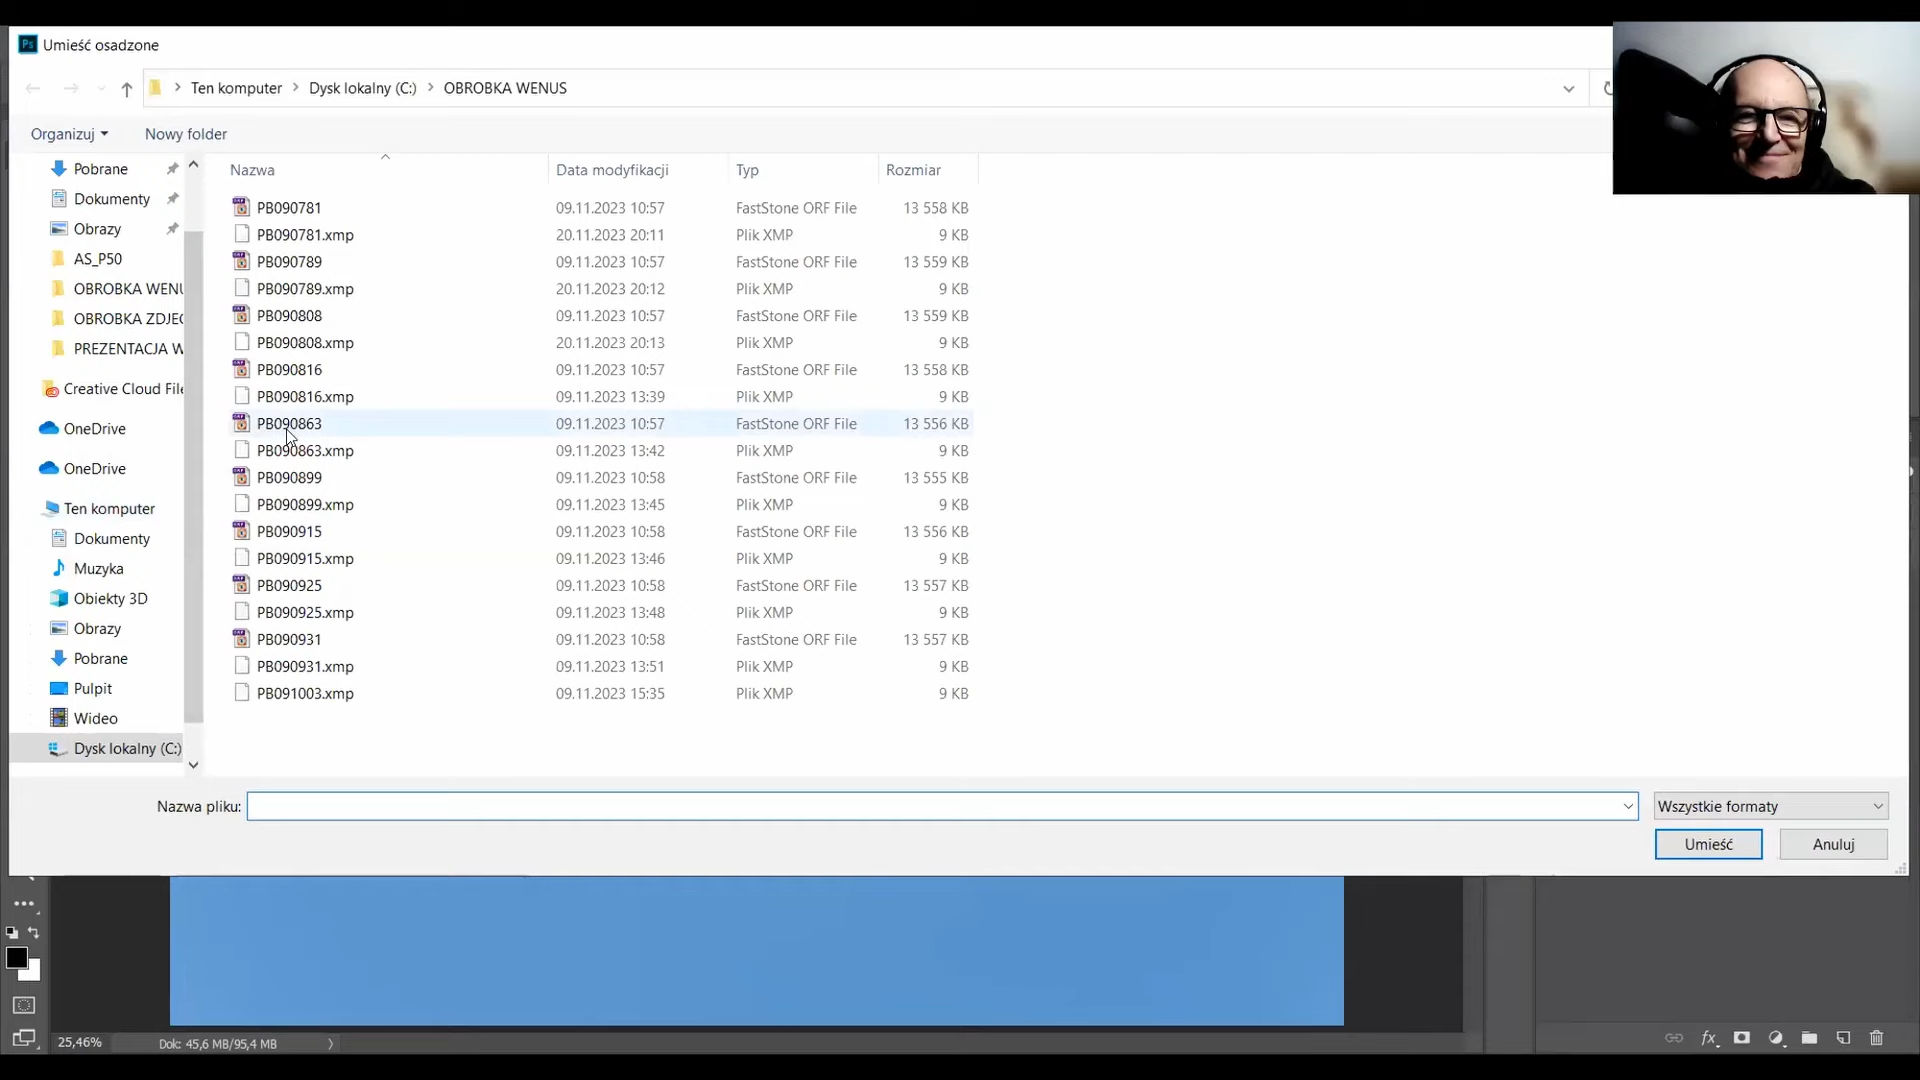 Ps Umieść osadzone
Ten komputer > Dysk lokalny (C:) > OBROBKA WENUS
Organizuj Nowy folder
Nazwa Data modyfikacji Typ Rozmiar
Pobrane
Dokumenty
Obrazy
AS_P50
OBROBKA WENU
OBROBKA ZDJĘC
PREZENTACJA W
Creative Cloud File
OneDrive
OneDrive
Ten komputer
Dokumenty
Muzyka
Obiekty 3D
Obrazy
Pobrane
Pulpit
Wideo
Dysk lokalny (C:)
PB090781 09.11.2023 10:57 FastStone ORF File 13 558 KB
PB090781.xmp 20.11.2023 20:11 Plik XMP 9 KB
PB090789 09.11.2023 10:57 FastStone ORF File 13 559 KB
PB090789.xmp 20.11.2023 20:12 Plik XMP 9 KB
PB090808 09.11.2023 10:57 FastStone ORF File 13 559 KB
PB090808.xmp 20.11.2023 20:13 Plik XMP 9 KB
PB090816 09.11.2023 10:57 FastStone ORF File 13 558 KB
PB090816.xmp 09.11.2023 13:39 Plik XMP 9 KB
PB090863 09.11.2023 10:57 FastStone ORF File 13 556 KB
PB090863.xmp 09.11.2023 13:42 Plik XMP 9 KB
PB090899 09.11.2023 10:58 FastStone ORF File 13 555 KB
PB090899.xmp 09.11.2023 13:45 Plik XMP 9 KB
PB090915 09.11.2023 10:58 FastStone ORF File 13 556 KB
PB090915.xmp 09.11.2023 13:46 Plik XMP 9 KB
PB090925 09.11.2023 10:58 FastStone ORF File 13 557 KB
PB090925.xmp 09.11.2023 13:48 Plik XMP 9 KB
PB090931 09.11.2023 10:58 FastStone ORF File 13 557 KB
PB090931.xmp 09.11.2023 13:51 Plik XMP 9 KB
PB091003.xmp 09.11.2023 15:35 Plik XMP 9 KB
Nazwa pliku: Wszystkie formaty
Umieść Anuluj
25,46% Dok: 45,6 MB/95,4 MB
fx